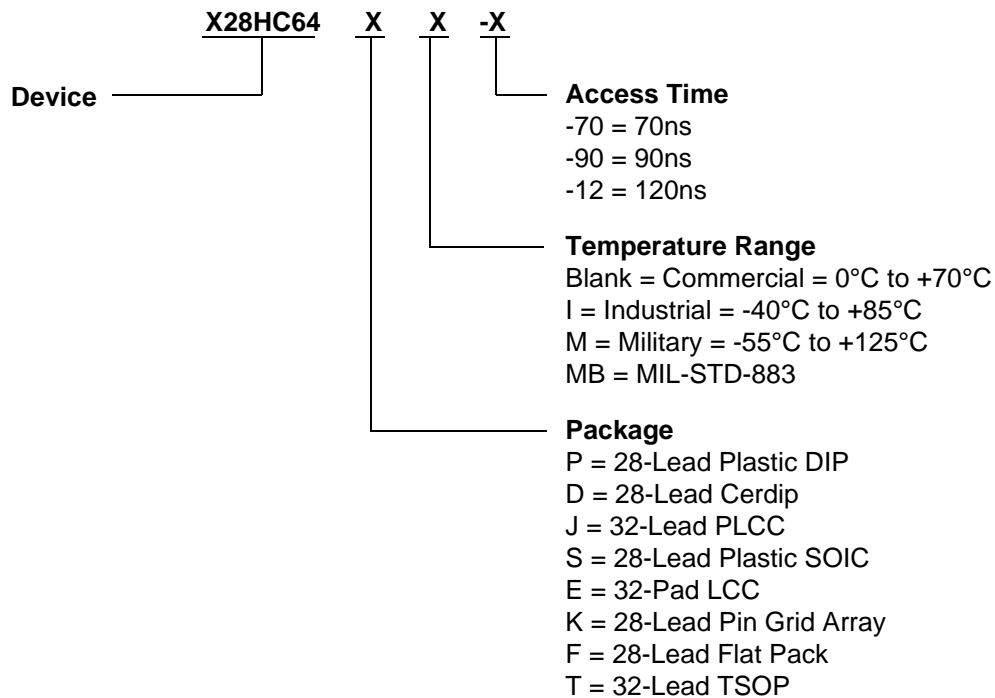 X28HC64 X X -X
Device
Access Time
-70 = 70ns
-90 = 90ns
-12 = 120ns
Temperature Range
Blank = Commercial = 0°C to +70°C
I = Industrial = -40°C to +85°C
M = Military = -55°C to +125°C
MB = MIL-STD-883
Package
P = 28-Lead Plastic DIP
D = 28-Lead Cerdip
J = 32-Lead PLCC
S = 28-Lead Plastic SOIC
E = 32-Pad LCC
K = 28-Lead Pin Grid Array
F = 28-Lead Flat Pack
T = 32-Lead TSOP